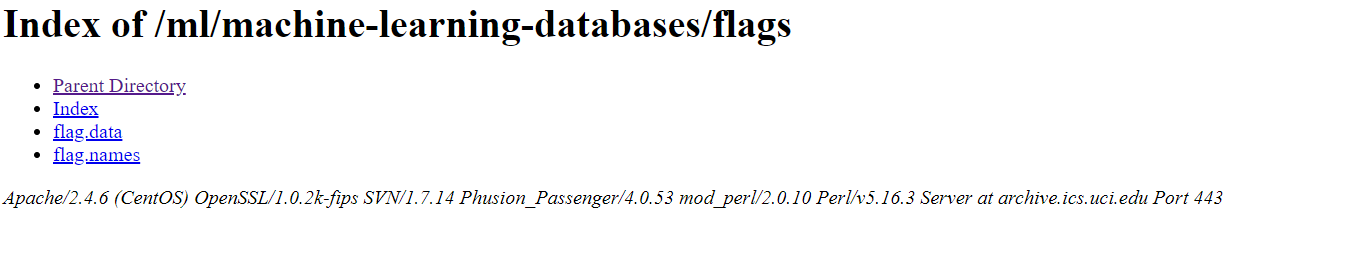 Index of /ml/machine-learning-databases/flags
Parent Directory
Index
flag.data
flag.names
Apache/2.4.6 (CentOS) OpenSSL/1.0.2k-fips SVN/1.7.14 Phusion_Passenger/4.0.53 mod_perl/2.0.10 Perl/v5.16.3 Server at archive.ics.uci.edu Port 443